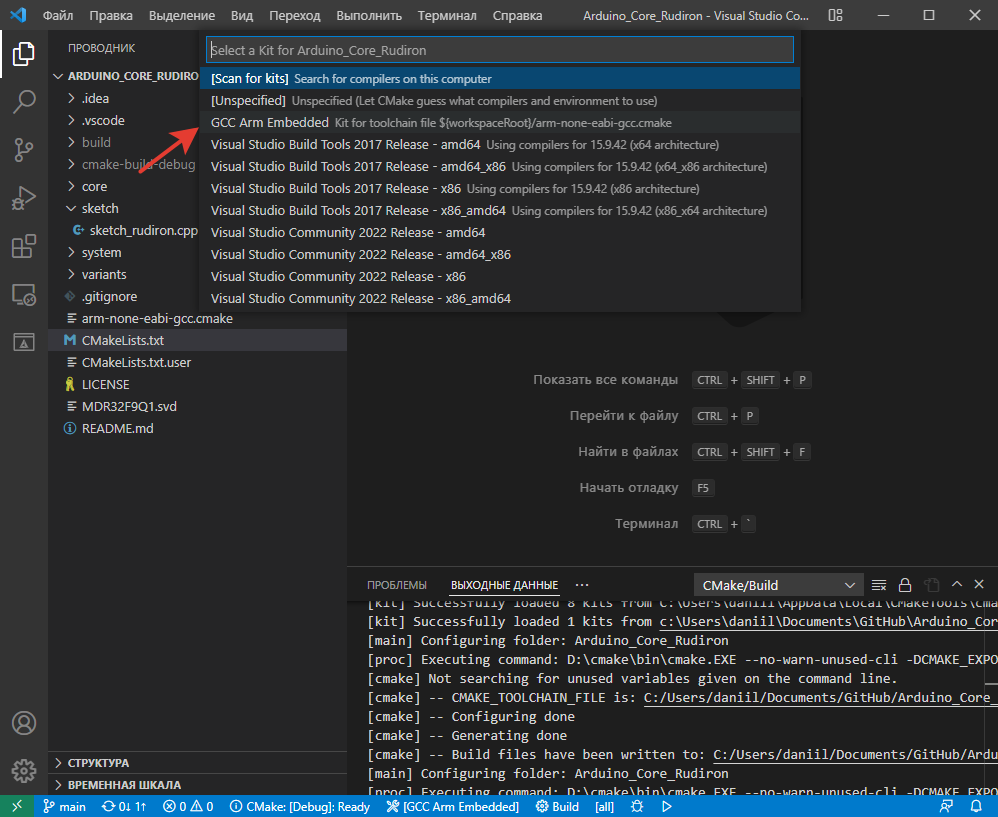 Файл Правка Выделение Вид Переход Выполнить Терминал Справка Arduino_Core_Rudiron - Visual Studio Co...
ПРОВОДНИК
ARDUINO_CORE_RUDIRO
.idea
.vscode
build
cmake-build-debug
core
sketch
sketch_rudiron.cpp
system
variants
.gitignore
arm-none-eabi-gcc.cmake
CMakeLists.txt
CMakeLists.txt.user
LICENSE
MDR32F9Q1.svd
README.md
СТРУКТУРА
ВРЕМЕННАЯ ШКАЛА
Select a Kit for Arduino_Core_Rudiron
[Scan for kits] Search for compilers on this computer
[Unspecified] Unspecified (Let CMake guess what compilers and environment to use)
GCC Arm Embedded Kit for toolchain file ${workspaceRoot}/arm-none-eabi-gcc.cmake
Visual Studio Build Tools 2017 Release - amd64 Using compilers for 15.9.42 (x64 architecture)
Visual Studio Build Tools 2017 Release - amd64_x86 Using compilers for 15.9.42 (x64_x86 architecture)
Visual Studio Build Tools 2017 Release - x86 Using compilers for 15.9.42 (x86 architecture)
Visual Studio Build Tools 2017 Release - x86_amd64 Using compilers for 15.9.42 (x86_x64 architecture)
Visual Studio Community 2022 Release - amd64
Visual Studio Community 2022 Release - amd64_x86
Visual Studio Community 2022 Release - x86
Visual Studio Community 2022 Release - x86_amd64
Показать все команды CTRL + SHIFT + P
Перейти к файлу CTRL + P
Найти в файлах CTRL + SHIFT + F
Начать отладку F5
Терминал CTRL + `
ПРОБЛЕМЫ ВЫХОДНЫЕ ДАННЫЕ ... CMake/Build
[kit] Successfully loaded 8 kits from C:\Users\daniil\AppData\Local\CMakeTools\cma
[kit] Successfully loaded 1 kits from c:\Users\daniil\Documents\GitHub\Arduino_Cor
[main] Configuring folder: Arduino_Core_Rudiron
[proc] Executing command: D:\cmake\bin\cmake.EXE --no-warn-unused-cli -DCMAKE_EXPO
[cmake] Not searching for unused variables given on the command line.
[cmake] -- CMAKE_TOOLCHAIN_FILE is: C:/Users/daniil/Documents/GitHub/Arduino_Core_
[cmake] -- Configuring done
[cmake] -- Generating done
[cmake] -- Build files have been written to: C:/Users/daniil/Documents/GitHub/Ardu
[main] Configuring folder: Arduino_Core_Rudiron
[proc] Executing command: D:\cmake\bin\cmake.EXE --no-warn-unused-cli -DCMAKE_EXPO
main 0↓ 1↑ 0 0 CMake: [Debug]: Ready [GCC Arm Embedded] Build [all]